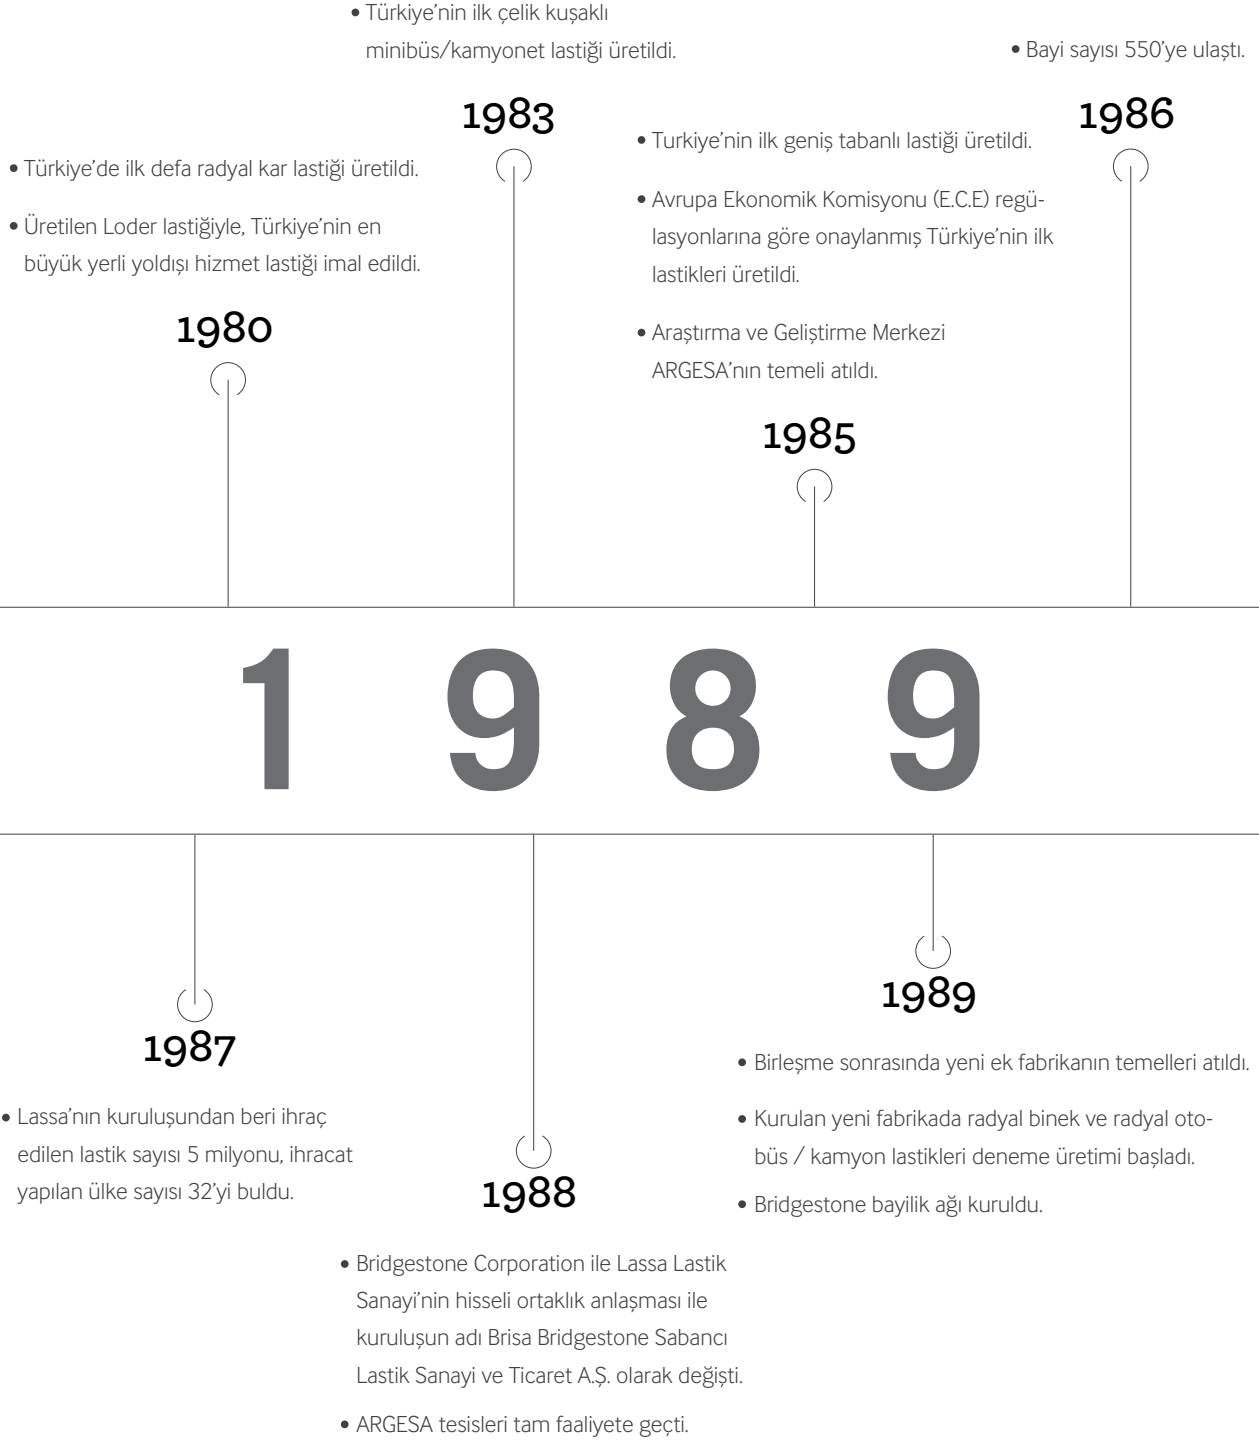 • Türkiye’nin ilk çelik kuşaklı
minibüs/kamyonet lastiği üretildi.
1983
• Bayi sayısı 550’ye ulaştı.
1986
• Türkiye’de ilk defa radyal kar lastiği üretildi.
• Üretilen Loder lastiğiyle, Türkiye’nin en
büyük yerli yoldışı hizmet lastiği imal edildi.
1980
• Turkiye’nin ilk geniş tabanlı lastiği üretildi.
• Avrupa Ekonomik Komisyonu (E.C.E) regü-
lasyonlarına göre onaylanmış Türkiye’nin ilk
lastikleri üretildi.
• Araştırma ve Geliştirme Merkezi
ARGESA’nın temeli atıldı.
1985
1989
1987
• Lassa’nın kuruluşundan beri ihraç
edilen lastik sayısı 5 milyonu, ihracat
yapılan ülke sayısı 32’yi buldu.
1988
• Bridgestone Corporation ile Lassa Lastik
Sanayi’nin hisseli ortaklık anlaşması ile
kuruluşun adı Brisa Bridgestone Sabancı
Lastik Sanayi ve Ticaret A.Ş. olarak değişti.
• ARGESA tesisleri tam faaliyete geçti.
1989
• Birleşme sonrasında yeni ek fabrikanın temelleri atıldı.
• Kurulan yeni fabrikada radyal binek ve radyal oto-
büs / kamyon lastikleri deneme üretimi başladı.
• Bridgestone bayilik ağı kuruldu.